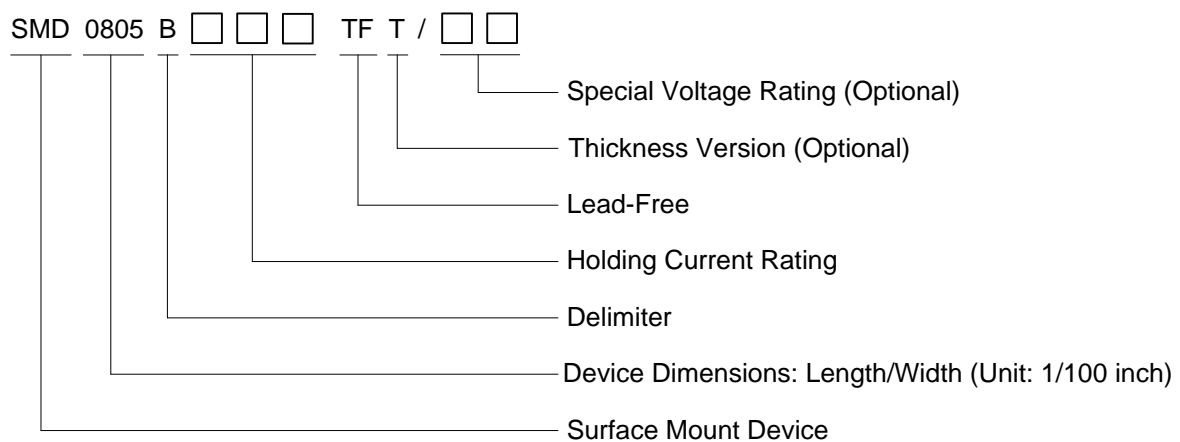 SMD 0805 B □ □ □ TF T / □ □
Special Voltage Rating (Optional)
Thickness Version (Optional)
Lead-Free
Holding Current Rating
Delimiter
Device Dimensions: Length/Width (Unit: 1/100 inch)
Surface Mount Device